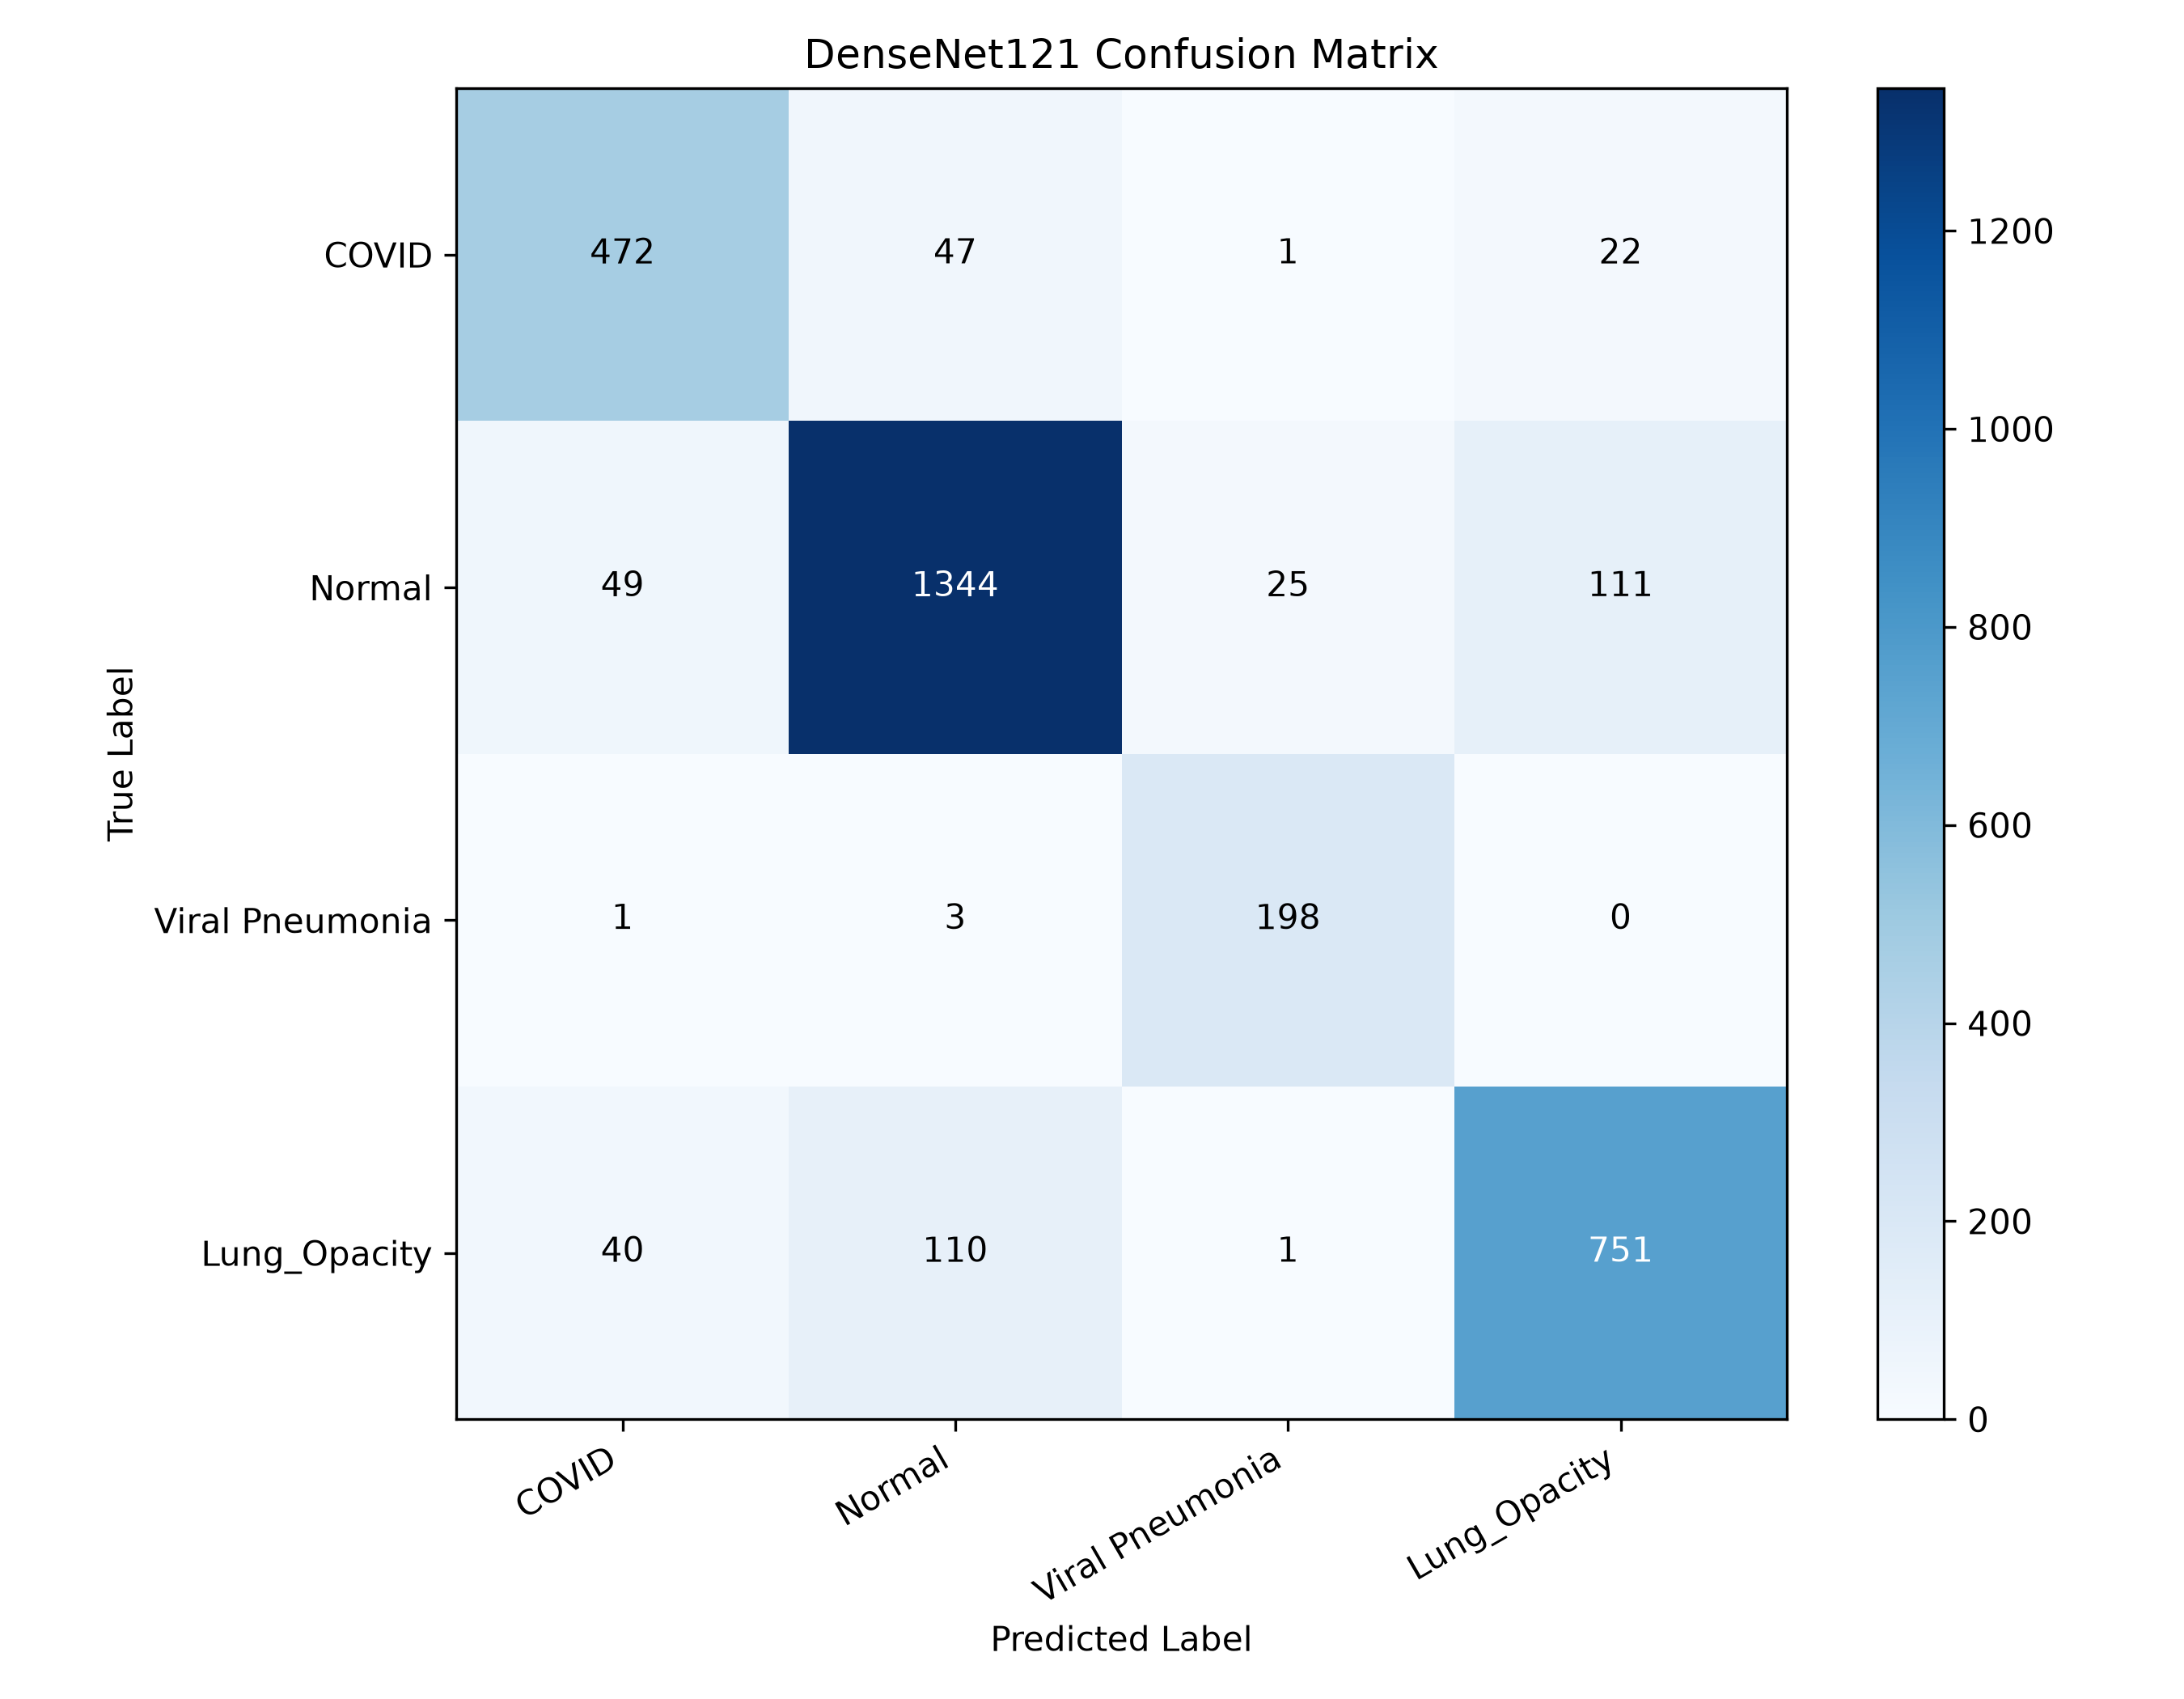 DenseNet121 Confusion Matrix
COVID 472 47 1 22
Normal 49 1344 25 111
Viral Pneumonia 1 3 198 0
Lung_Opacity 40 110 1 751
COVID Normal Viral Pneumonia Lung_Opacity
Predicted Label
True Label
1200
1000
800
600
400
200
0